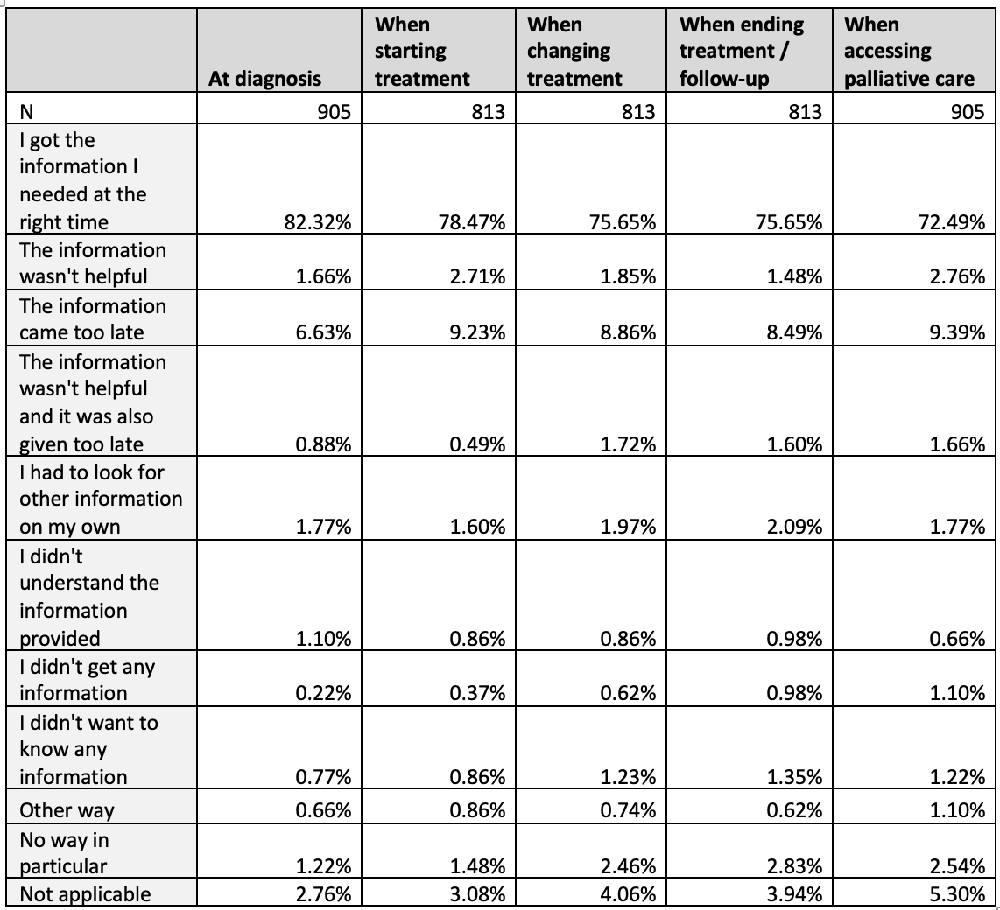 At diagnosis
When
starting
treatment
When
changing
treatment
When ending
treatment /
follow-up
When
accessing
palliative care
N 905 813 813 813 905
I got the
information I
needed at the
right time 82.32% 78.47% 75.65% 75.65% 72.49%
The information
wasn't helpful 1.66% 2.71% 1.85% 1.48% 2.76%
The information
came too late 6.63% 9.23% 8.86% 8.49% 9.39%
The information
wasn't helpful
and it was also
given too late 0.88% 0.49% 1.72% 1.60% 1.66%
I had to look for
other information
on my own 1.77% 1.60% 1.97% 2.09% 1.77%
I didn't
understand the
information
provided 1.10% 0.86% 0.86% 0.98% 0.66%
I didn't get any
information 0.22% 0.37% 0.62% 0.98% 1.10%
I didn't want to
know any
information 0.77% 0.86% 1.23% 1.35% 1.22%
Other way 0.66% 0.86% 0.74% 0.62% 1.10%
No way in
particular 1.22% 1.48% 2.46% 2.83% 2.54%
Not applicable 2.76% 3.08% 4.06% 3.94% 5.30%